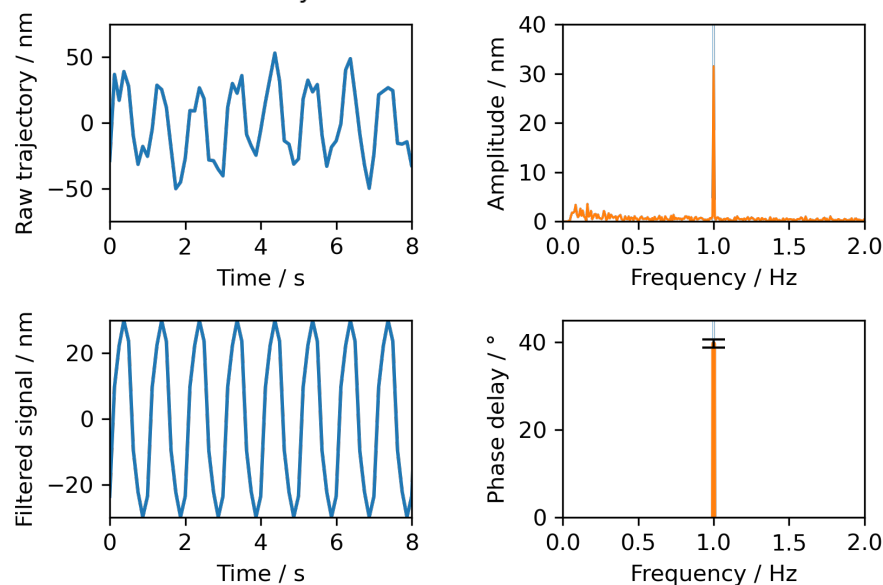 Raw trajectory / nm
50
0
−50
0 2 4 6 8
Time / s
Amplitude / nm
40
30
20
10
0
0.0 0.5 1.0 1.5 2.0
Frequency / Hz
Filtered signal / nm
20
0
−20
0 2 4 6 8
Time / s
Phase delay / °
40
20
0
0.0 0.5 1.0 1.5 2.0
Frequency / Hz